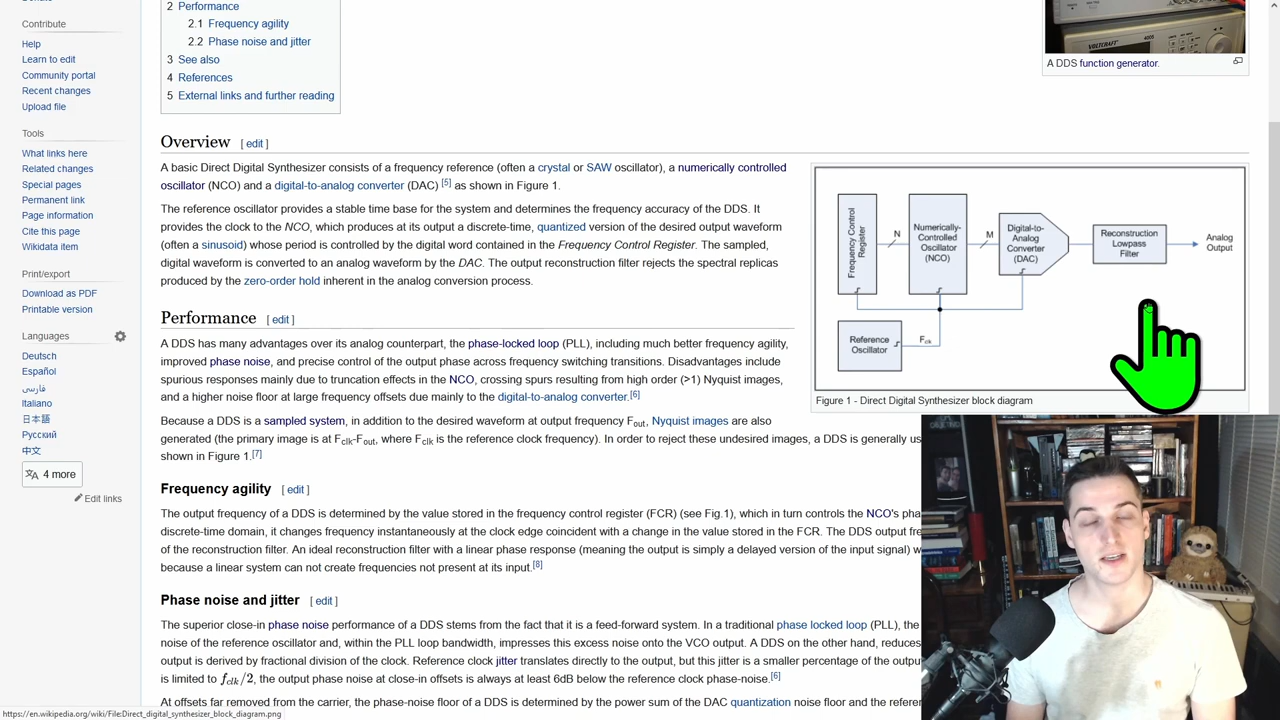 Donate
Contribute
Help
Learn to edit
Community portal
Recent changes
Upload file
Tools
What links here
Related changes
Special pages
Permanent link
Page information
Cite this page
Wikidata item
Print/export
Download as PDF
Printable version
Languages
Deutsch
Español
فارسی
Italiano
日本語
Русский
中文
4 more
Edit links
2 Performance
2.1 Frequency agility
2.2 Phase noise and jitter
3 See also
4 References
5 External links and further reading
VOLTCRAFT 4005
A DDS function generator.
Overview [ edit ]
A basic Direct Digital Synthesizer consists of a frequency reference (often a crystal or SAW oscillator), a numerically controlled
oscillator (NCO) and a digital-to-analog converter (DAC) [5] as shown in Figure 1.
The reference oscillator provides a stable time base for the system and determines the frequency accuracy of the DDS. It
provides the clock to the NCO, which produces at its output a discrete-time, quantized version of the desired output waveform
(often a sinusoid) whose period is controlled by the digital word contained in the Frequency Control Register. The sampled,
digital waveform is converted to an analog waveform by the DAC. The output reconstruction filter rejects the spectral replicas
produced by the zero-order hold inherent in the analog conversion process.
Frequency Control
Register
N
Numerically-
Controlled
Oscillator
(NCO)
M
Digital-to-
Analog
Converter
(DAC)
Reconstruction
Lowpass
Filter
Analog
Output
Reference
Oscillator
Fclk
Figure 1 - Direct Digital Synthesizer block diagram
Performance [ edit ]
A DDS has many advantages over its analog counterpart, the phase-locked loop (PLL), including much better frequency agility,
improved phase noise, and precise control of the output phase across frequency switching transitions. Disadvantages include
spurious responses mainly due to truncation effects in the NCO, crossing spurs resulting from high order (>1) Nyquist images,
and a higher noise floor at large frequency offsets due mainly to the digital-to-analog converter.[6]
Because a DDS is a sampled system, in addition to the desired waveform at output frequency Fout, Nyquist images are also
generated (the primary image is at Fclk-Fout, where Fclk is the reference clock frequency). In order to reject these undesired images, a DDS is generally us
shown in Figure 1.[7]
Frequency agility [ edit ]
The output frequency of a DDS is determined by the value stored in the frequency control register (FCR) (see Fig.1), which in turn controls the NCO's pha
discrete-time domain, it changes frequency instantaneously at the clock edge coincident with a change in the value stored in the FCR. The DDS output fre
of the reconstruction filter. An ideal reconstruction filter with a linear phase response (meaning the output is simply a delayed version of the input signal) w
because a linear system can not create frequencies not present at its input.[8]
Phase noise and jitter [ edit ]
The superior close-in phase noise performance of a DDS stems from the fact that it is a feed-forward system. In a traditional phase locked loop (PLL), the
noise of the reference oscillator and, within the PLL loop bandwidth, impresses this excess noise onto the VCO output. A DDS on the other hand, reduces
output is derived by fractional division of the clock. Reference clock jitter translates directly to the output, but this jitter is a smaller percentage of the outpu
is limited to fclk/2, the output phase noise at close-in offsets is always at least 6dB below the reference clock phase-noise.[6]
At offsets far removed from the carrier, the phase-noise floor of a DDS is determined by the power sum of the DAC quantization noise floor and the referer
https://en.wikipedia.org/wiki/File:Direct_digital_synthesizer_block_diagram.png